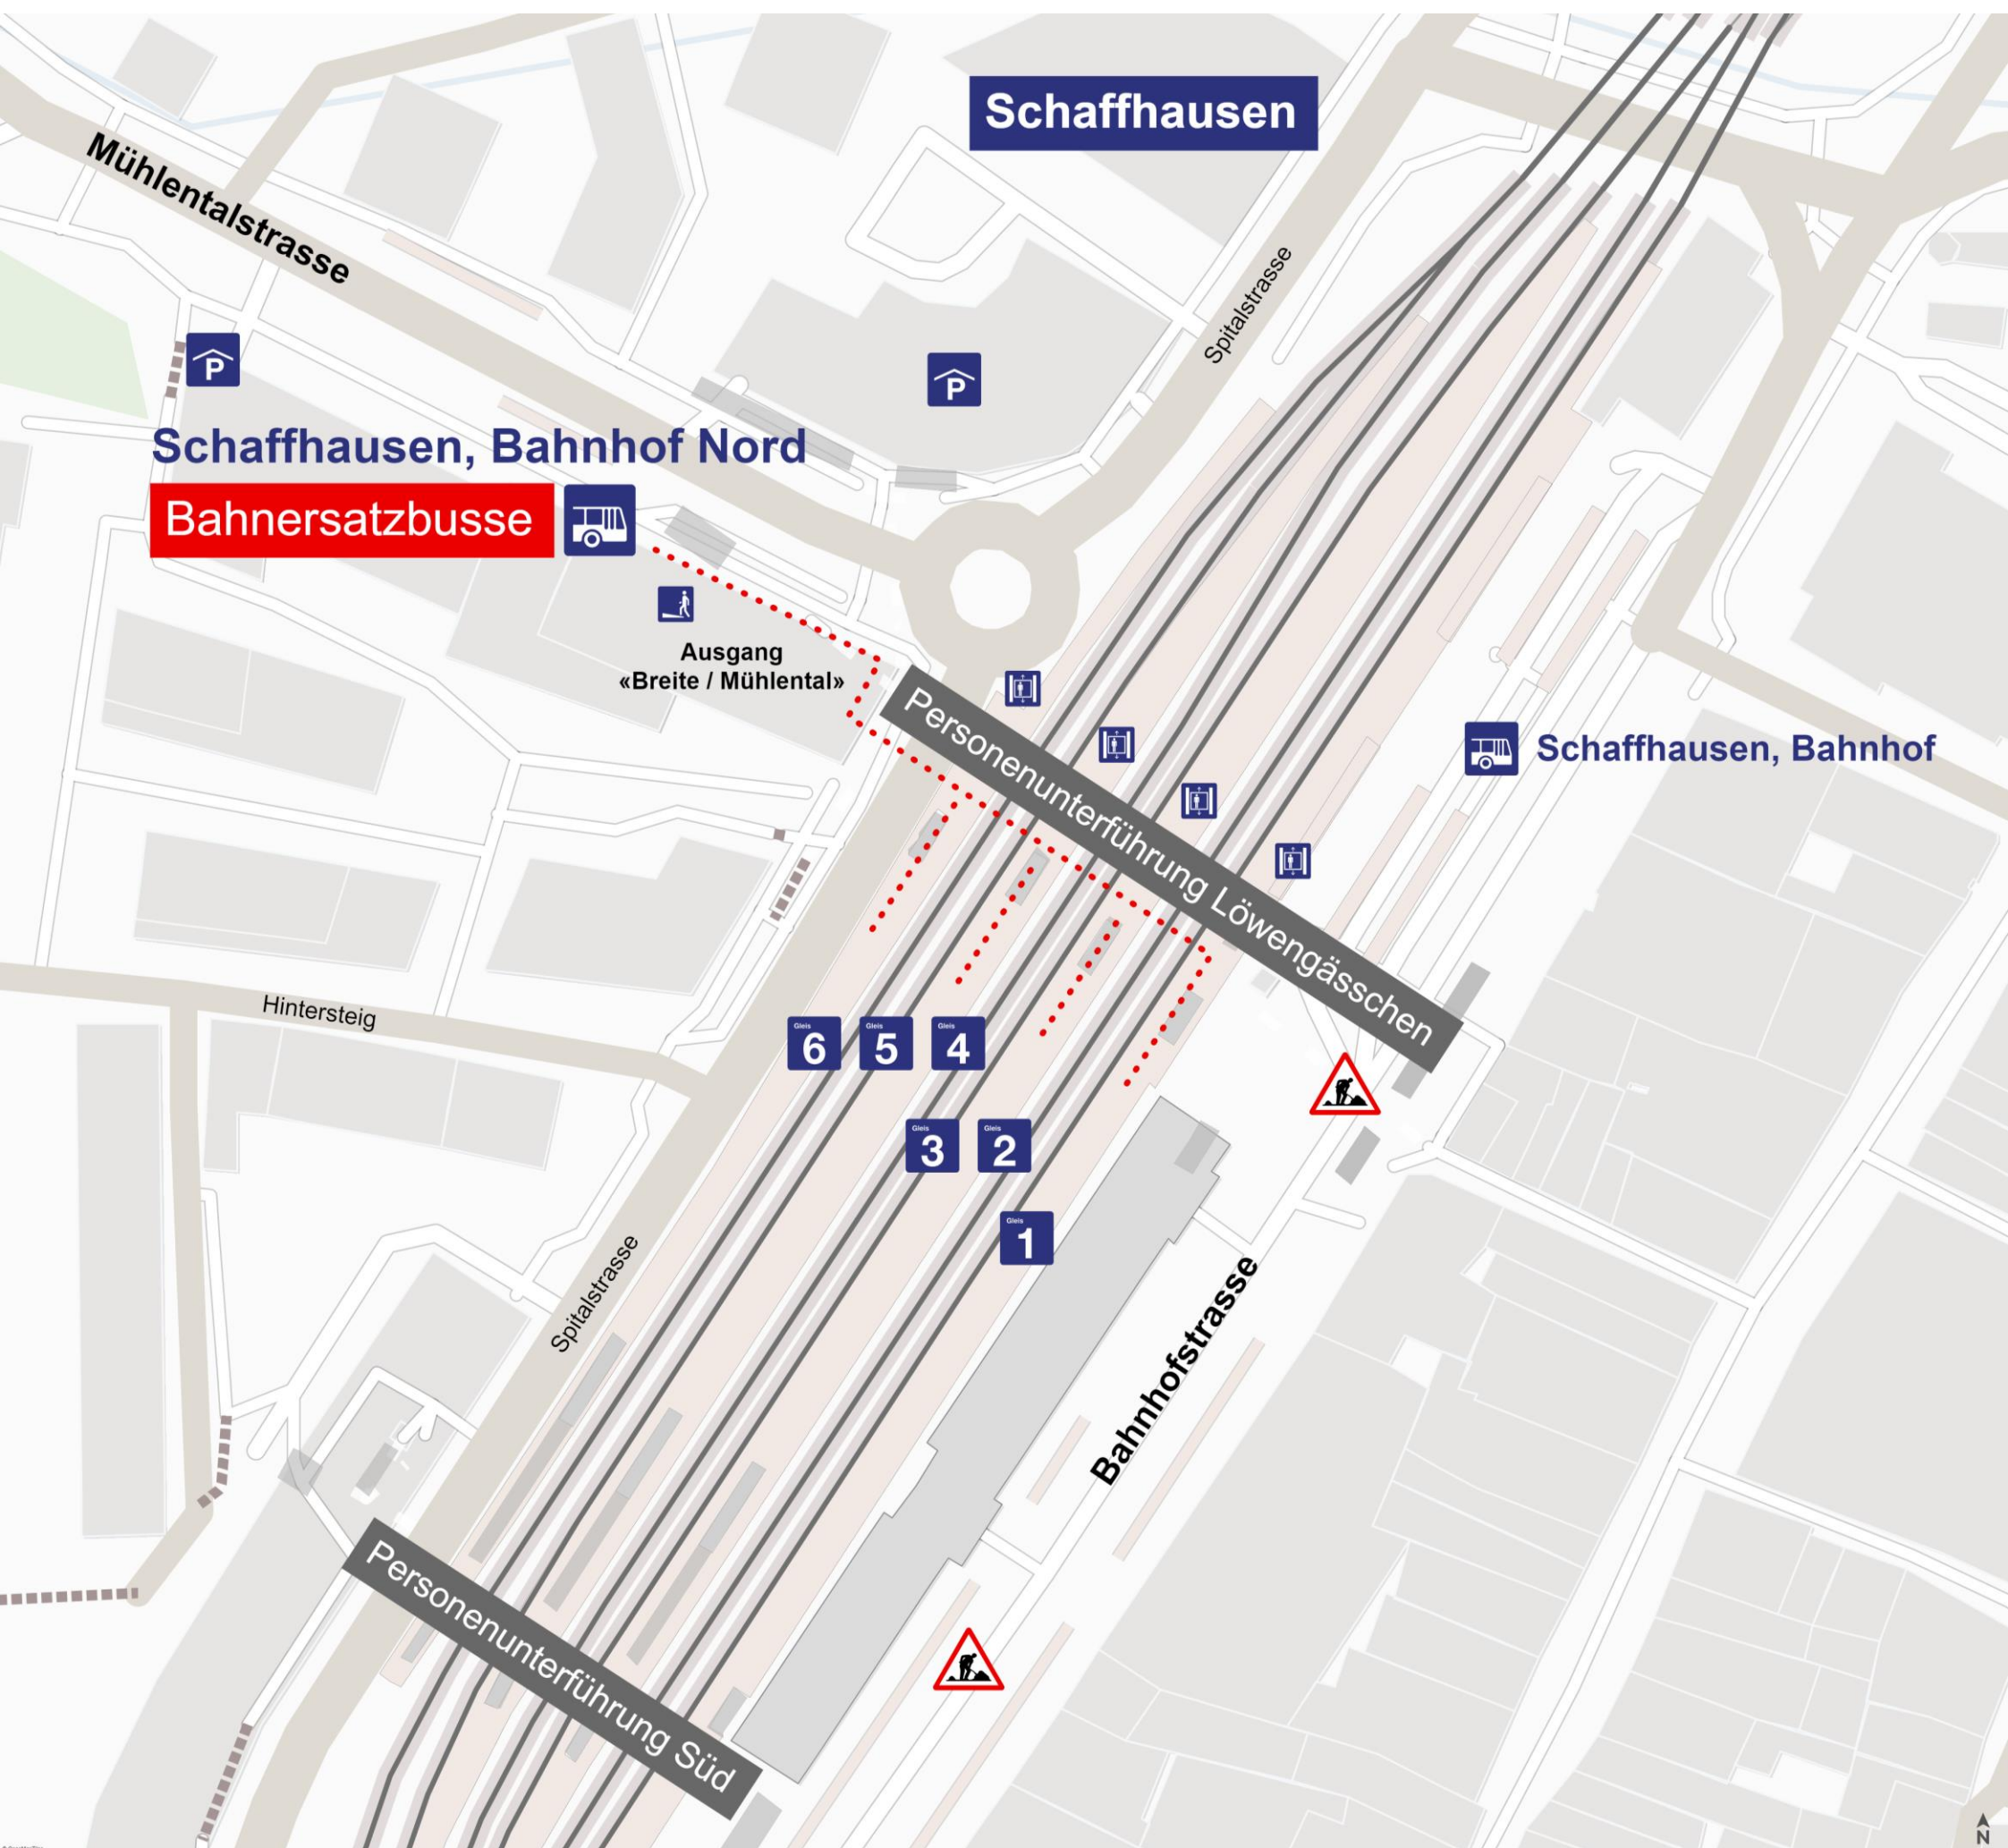 Schaffhausen
Mühlentalstrasse
Spitalstrasse
P
P
Schaffhausen, Bahnhof Nord
Bahnersatzbusse
Ausgang
«Breite / Mühlental»
Personenunterführung Löwengässchen
Schaffhausen, Bahnhof
Hintersteig
Gleis
6
Gleis
5
Gleis
4
Gleis
3
Gleis
2
Gleis
1
Spitalstrasse
Bahnhofstrasse
Personenunterführung Süd
N